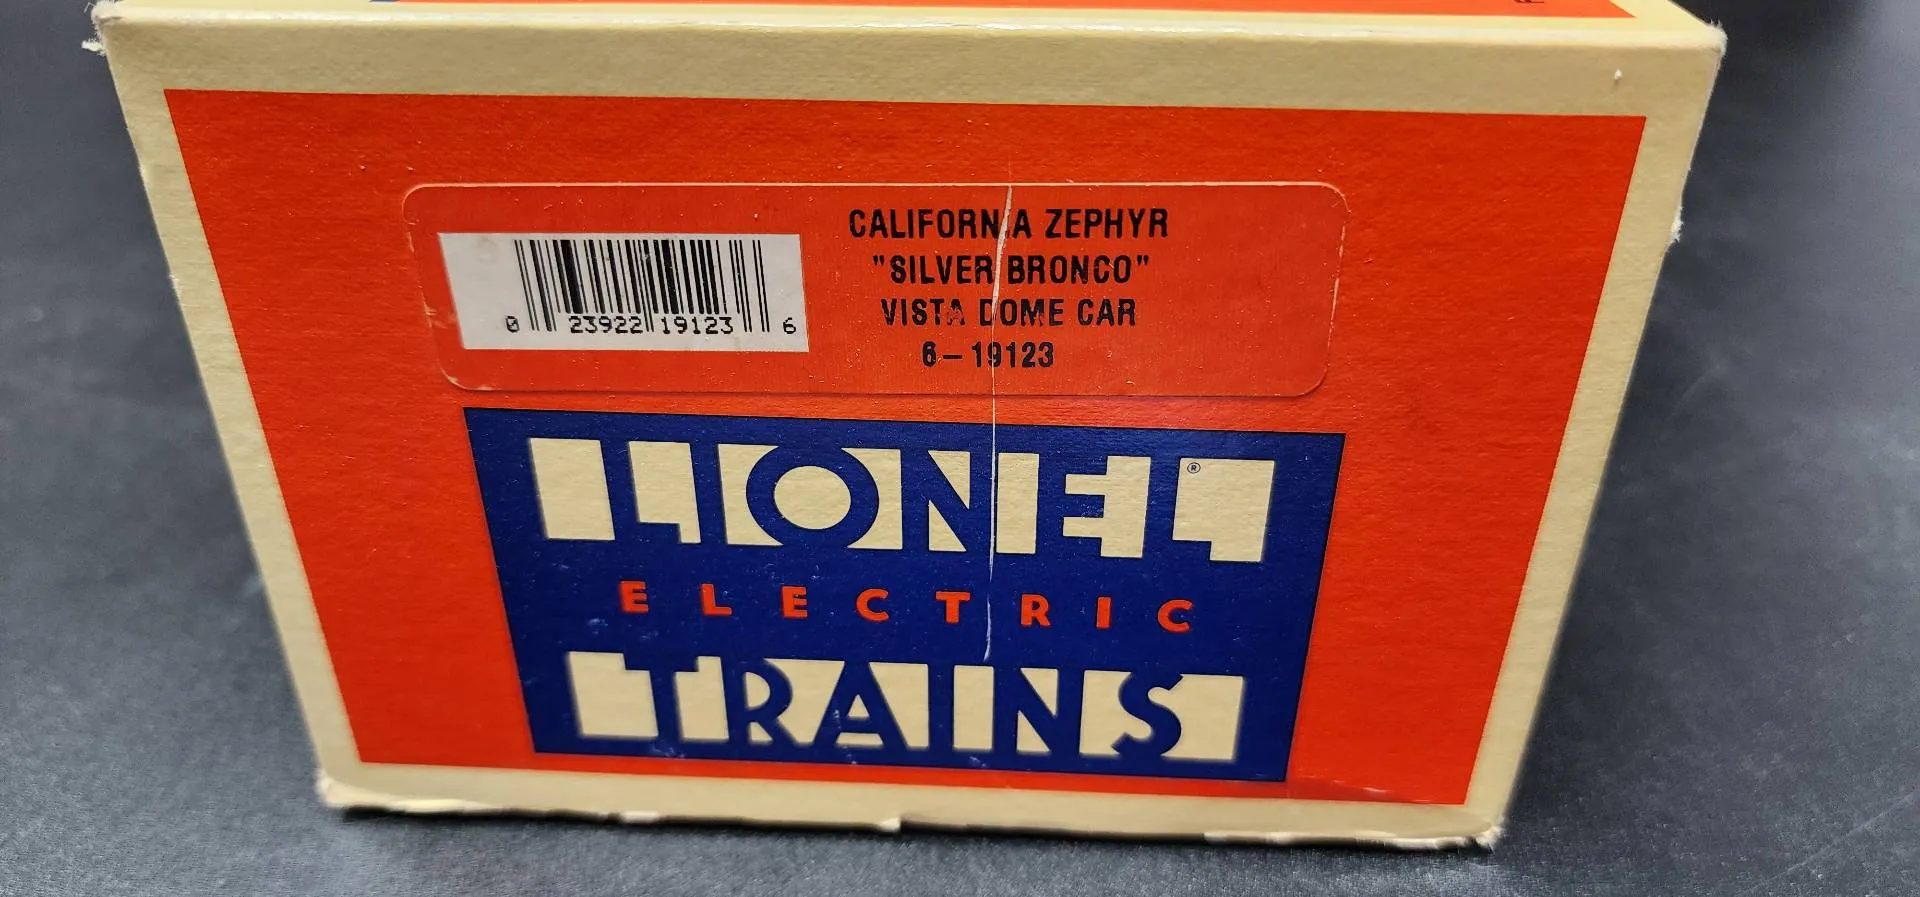 CALIFORNIA ZEPHYR
"SILVER BRONCO"
VISTA DOME CAR
6-19123
0 23922 19123 6
LIONEL®
ELECTRIC
TRAINS